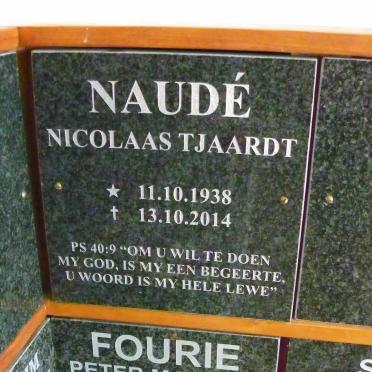 NAUDÉ
NICOLAAS TJAARDT
★ 11.10.1938
† 13.10.2014
PS 40:9 “OM U WIL TE DOEN
MY GOD, IS MY EEN BEGEERTE,
U WOORD IS MY HELE LEWE”
FOURIE
PETER